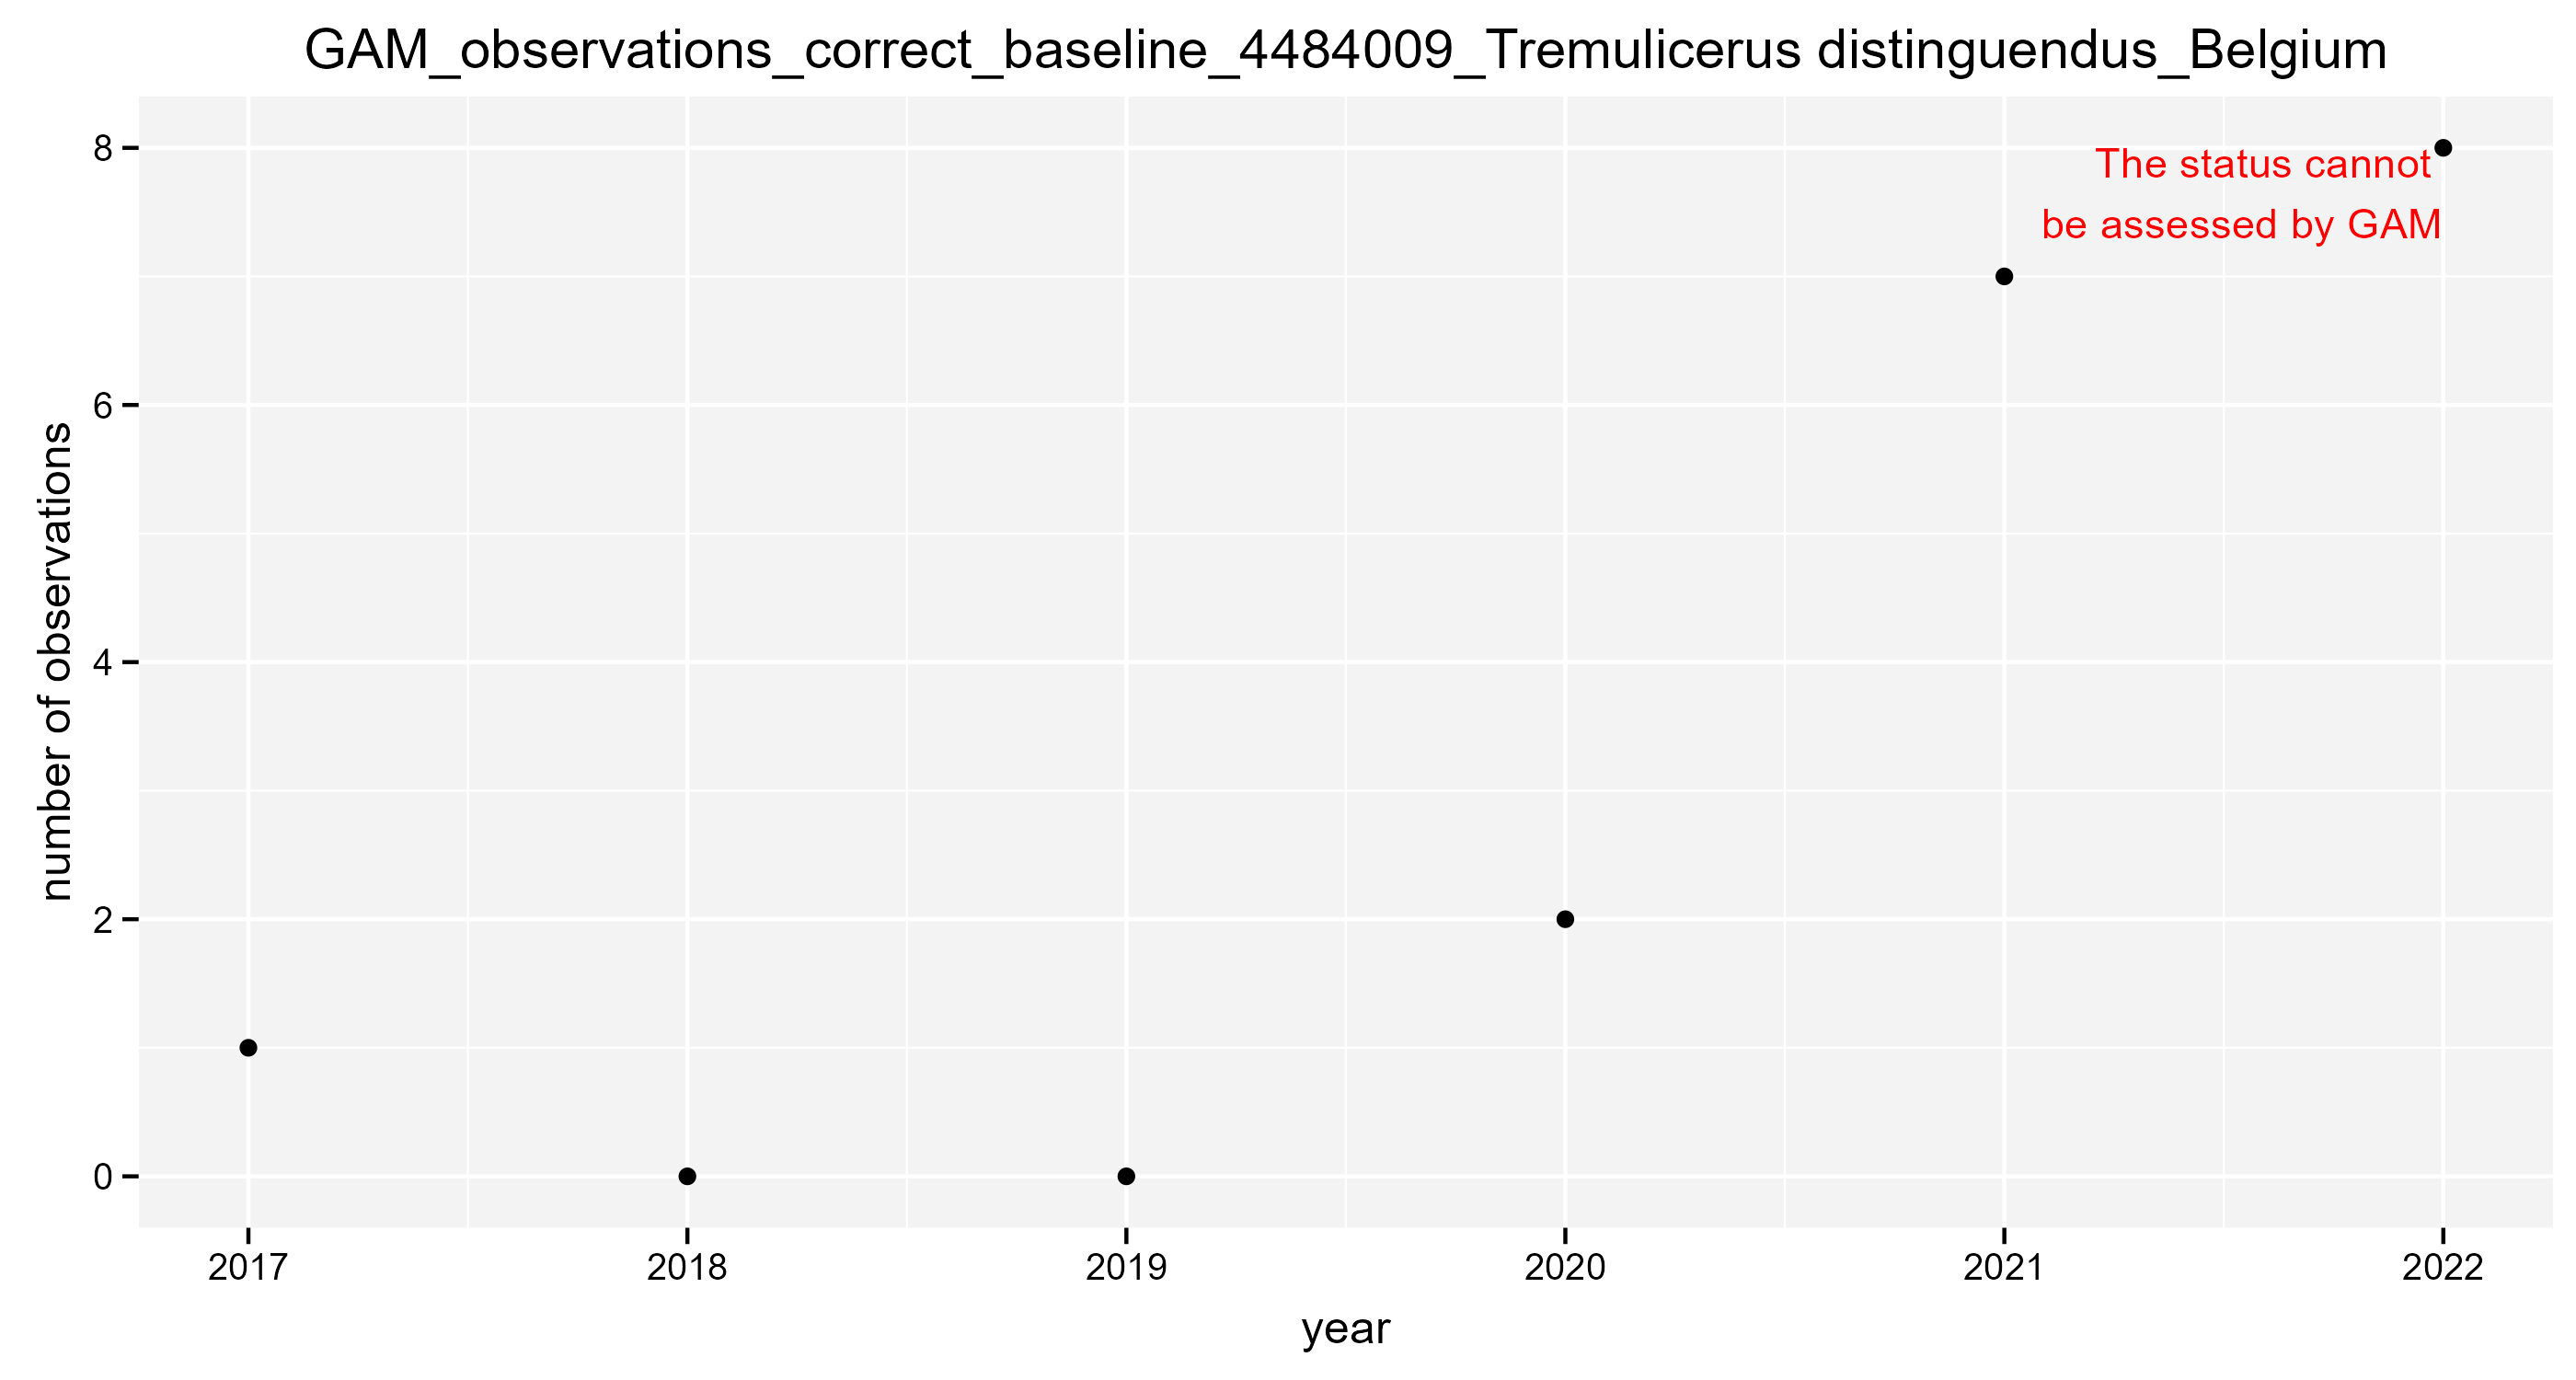 GAM_observations_correct_baseline_4484009_Tremulicerus distinguendus_Belgium
8
The status cannot
be assessed by GAM
6
number of observations
4
2
0
2017 2018 2019 2020 2021 2022
year